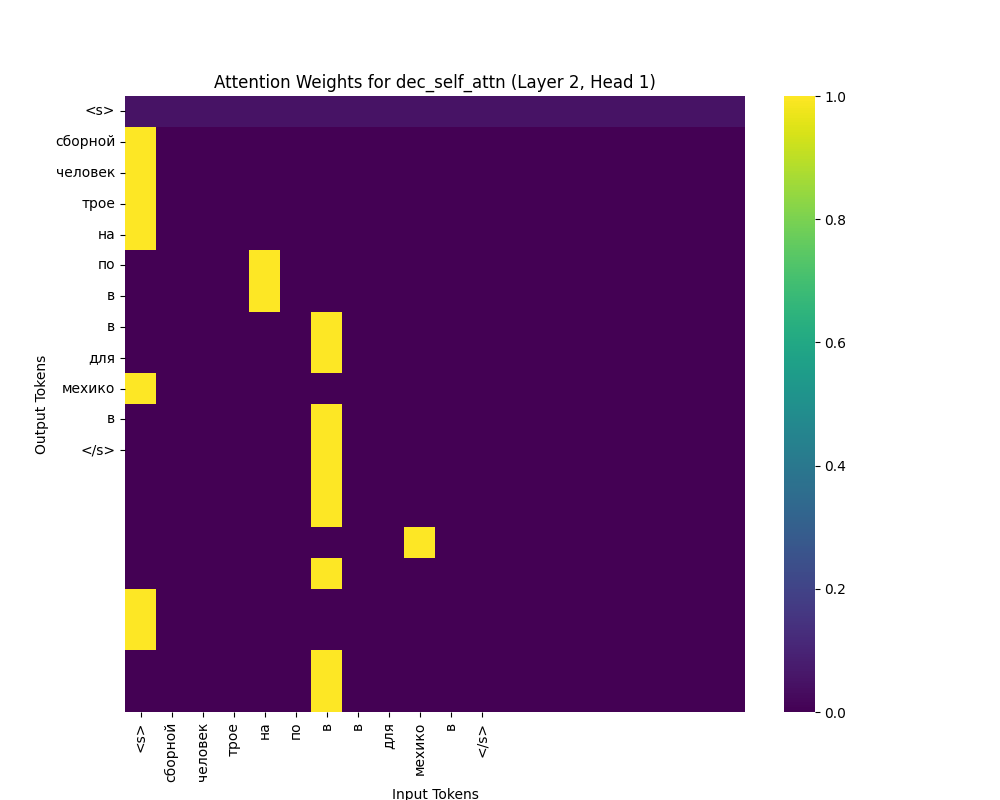 Attention Weights for dec_self_attn (Layer 2, Head 1)
<s>
сборной
человек
трое
на
по
в
в
для
мехико
в
</s>
Output Tokens
<s>
сборной
человек
трое
на
по
в
в
для
мехико
в
</s>
Input Tokens
1.0
0.8
0.6
0.4
0.2
0.0